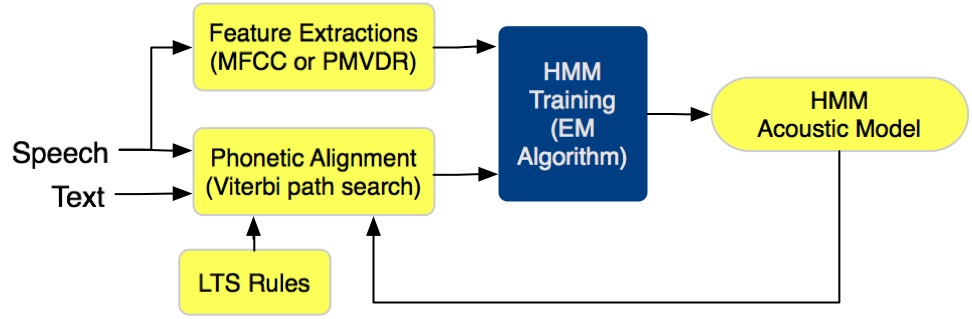 Feature Extractions
(MFCC or PMVDR)
HMM
Training
(EM
Algorithm)
HMM
Acoustic Model
Speech
Text
Phonetic Alignment
(Viterbi path search)
LTS Rules